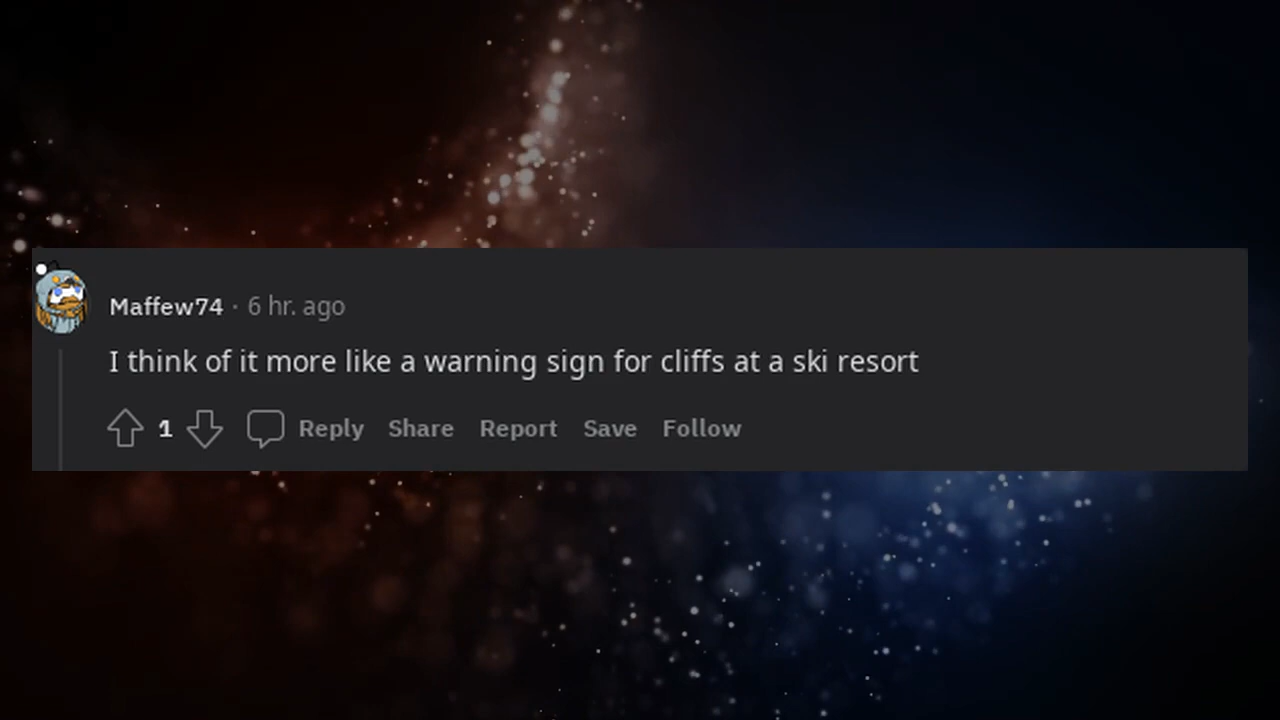 Maffew74 · 6 hr. ago
I think of it more like a warning sign for cliffs at a ski resort
1 Reply Share Report Save Follow